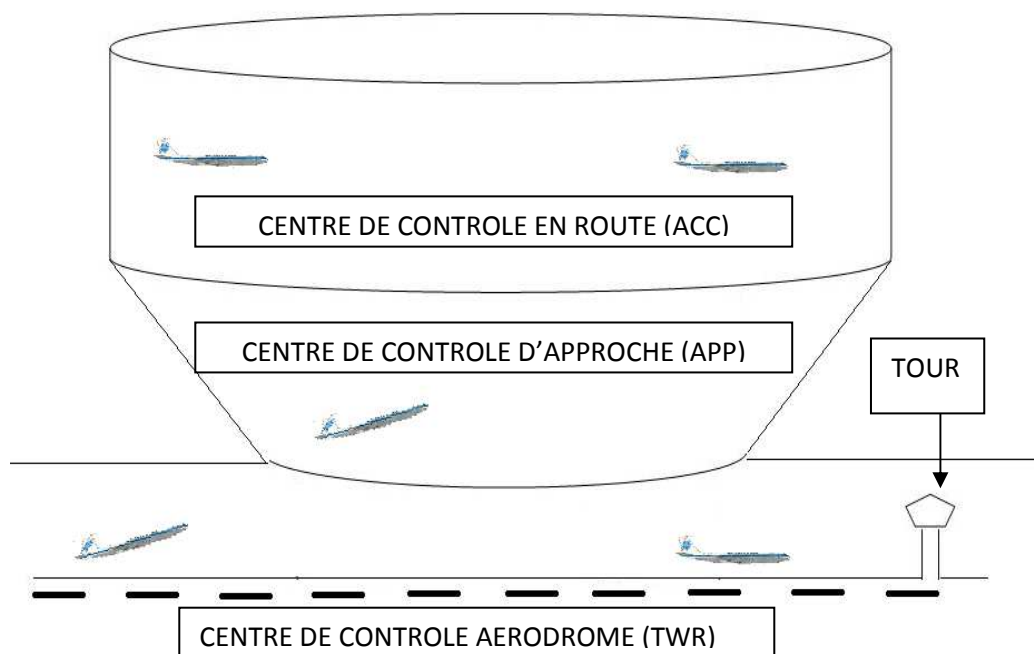 CENTRE DE CONTROLE EN ROUTE (ACC)
CENTRE DE CONTROLE D’APPROCHE (APP)
TOUR
CENTRE DE CONTROLE AERODROME (TWR)